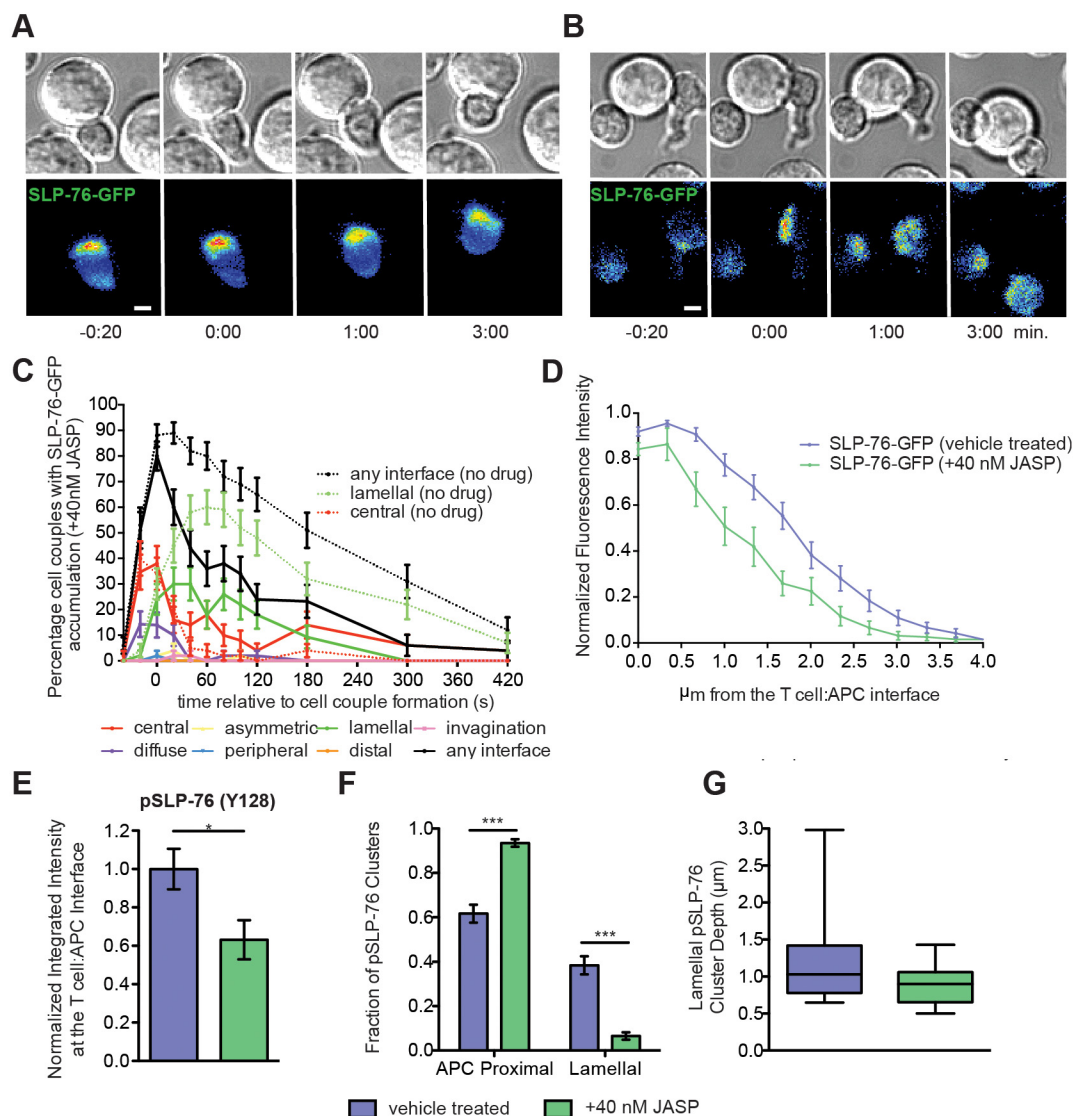 A
B
SLP-76-GFP
SLP-76-GFP
-0:20
0:00
1:00
3:00
-0:20
0:00
1:00
3:00 min.
C
Percentage cell couples with SLP-76-GFP
accumulation (+40nM JASP)
100
90
80
70
60
50
40
30
20
10
0
any interface (no drug)
lamellal (no drug)
central (no drug)
0 60 120 180 240 300 360 420
time relative to cell couple formation (s)
central
asymmetric
lamellal
invagination
diffuse
peripheral
distal
any interface
D
Normalized Fluorescence Intensity
1.0
0.8
0.6
0.4
0.2
0.0
SLP-76-GFP (vehicle treated)
SLP-76-GFP (+40 nM JASP)
0.0 0.5 1.0 1.5 2.0 2.5 3.0 3.5 4.0
µm from the T cell:APC interface
E
pSLP-76 (Y128)
Normalized Integrated Intensity
at the T cell:APC Interface
1.2
1.0
0.8
0.6
0.4
0.2
0.0
*
F
Fraction of pSLP-76 Clusters
1.0
0.8
0.6
0.4
0.2
0.0
***
***
APC Proximal
Lamellal
G
Lamellal pSLP-76
Cluster Depth (µm)
3.0
2.5
2.0
1.5
1.0
0.5
0.0
vehicle treated
+40 nM JASP